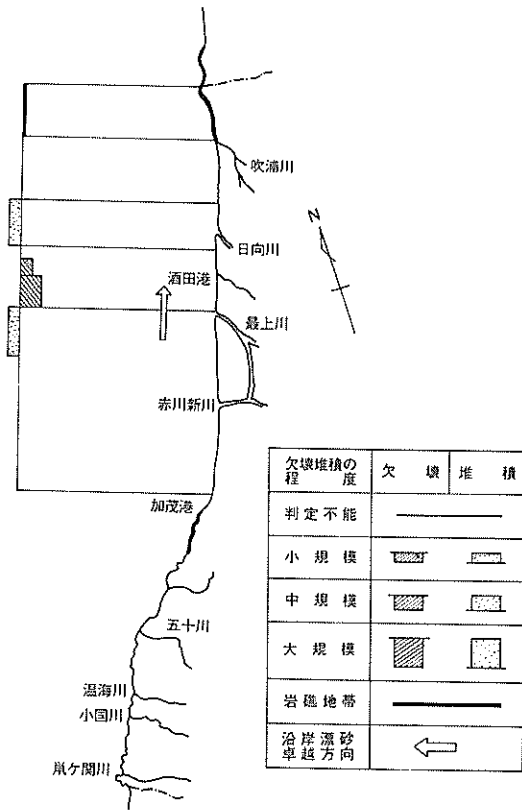 吹浦川
N
日向川
酒田港
最上川
赤川新川
加茂港
五十川
温海川
小国川
鼠ケ関川
欠壊堆積の
程度
欠壊
堆積
判定不能
小規模
中規模
大規模
岩礁地帯
沿岸漂砂
卓越方向